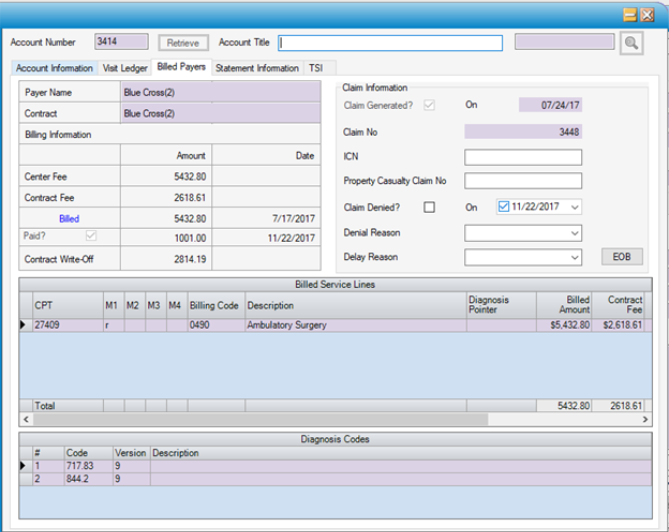 Account Number 3414 Retrieve Account Title
Account Information Visit Ledger Billed Payers Statement Information TSI
Payer Name Blue Cross(2)
Contract Blue Cross(2)
Billing Information
Amount Date
Center Fee 5432.80
Contract Fee 2618.61
Billed 5432.80 7/17/2017
Paid? 1001.00 11/22/2017
Contract Write-Off 2814.19
Claim Information
Claim Generated? On 07/24/17
Claim No 3448
ICN
Property Casualty Claim No
Claim Denied? On 11/22/2017
Denial Reason
Delay Reason EOB
Billed Service Lines
CPT M1 M2 M3 M4 Billing Code Description Diagnosis Pointer Billed Amount Contract Fee
27409 r 0490 Ambulatory Surgery $5,432.80 $2,618.61
Total 5432.80 2618.61
Diagnosis Codes
# Code Version Description
1 717.83 9
2 844.2 9